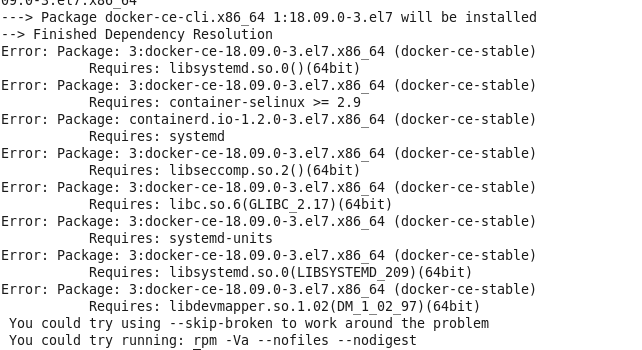 09.0-3.el7.x86_64
---> Package docker-ce-cli.x86_64 1:18.09.0-3.el7 will be installed
--> Finished Dependency Resolution
Error: Package: 3:docker-ce-18.09.0-3.el7.x86_64 (docker-ce-stable)
           Requires: libsystemd.so.0()(64bit)
Error: Package: 3:docker-ce-18.09.0-3.el7.x86_64 (docker-ce-stable)
           Requires: container-selinux >= 2.9
Error: Package: containerd.io-1.2.0-3.el7.x86_64 (docker-ce-stable)
           Requires: systemd
Error: Package: 3:docker-ce-18.09.0-3.el7.x86_64 (docker-ce-stable)
           Requires: libseccomp.so.2()(64bit)
Error: Package: 3:docker-ce-18.09.0-3.el7.x86_64 (docker-ce-stable)
           Requires: libc.so.6(GLIBC_2.17)(64bit)
Error: Package: 3:docker-ce-18.09.0-3.el7.x86_64 (docker-ce-stable)
           Requires: systemd-units
Error: Package: 3:docker-ce-18.09.0-3.el7.x86_64 (docker-ce-stable)
           Requires: libsystemd.so.0(LIBSYSTEMD_209)(64bit)
Error: Package: 3:docker-ce-18.09.0-3.el7.x86_64 (docker-ce-stable)
           Requires: libdevmapper.so.1.02(DM_1_02_97)(64bit)
 You could try using --skip-broken to work around the problem
 You could try running: rpm -Va --nofiles --nodigest